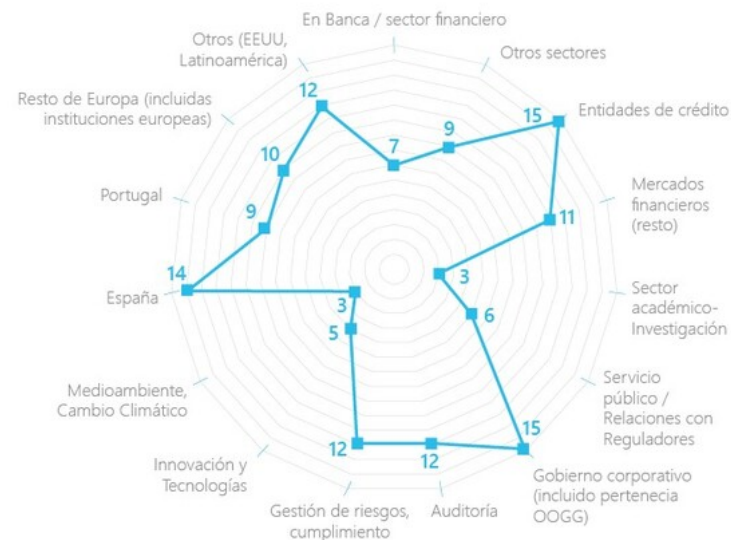 En Banca / sector financiero
7
Otros sectores
9
Entidades de crédito
15
Mercados
financieros
(resto)
11
Sector
académico-
Investigación
3
Servicio
público /
Relaciones con
Reguladores
6
Gobierno corporativo
(incluido pertenecia
OOGG)
15
Auditoría
12
Gestión de riesgos,
cumplimiento
12
Innovación y
Tecnologías
5
Medioambiente,
Cambio Climático
3
España
14
Portugal
9
Resto de Europa (incluidas
instituciones europeas)
10
Otros (EEUU,
Latinoamérica)
12